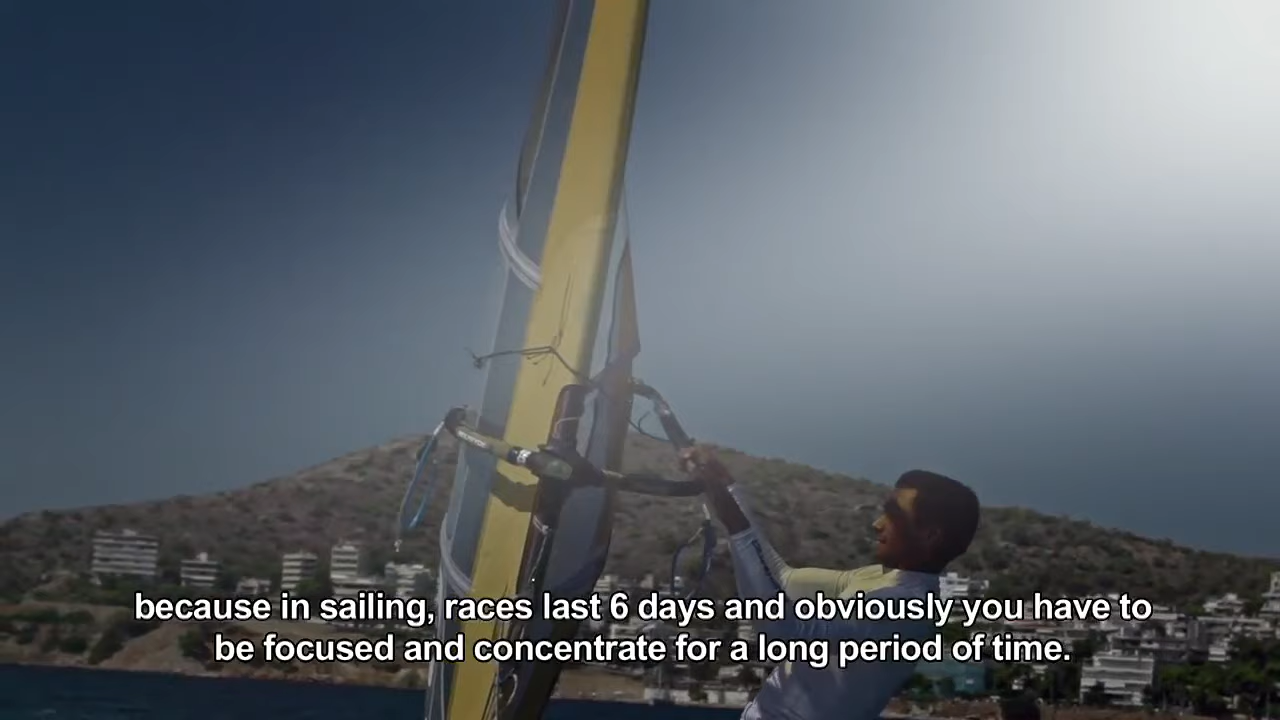 because in sailing, races last 6 days and obviously you have to
be focused and concentrate for a long period of time.